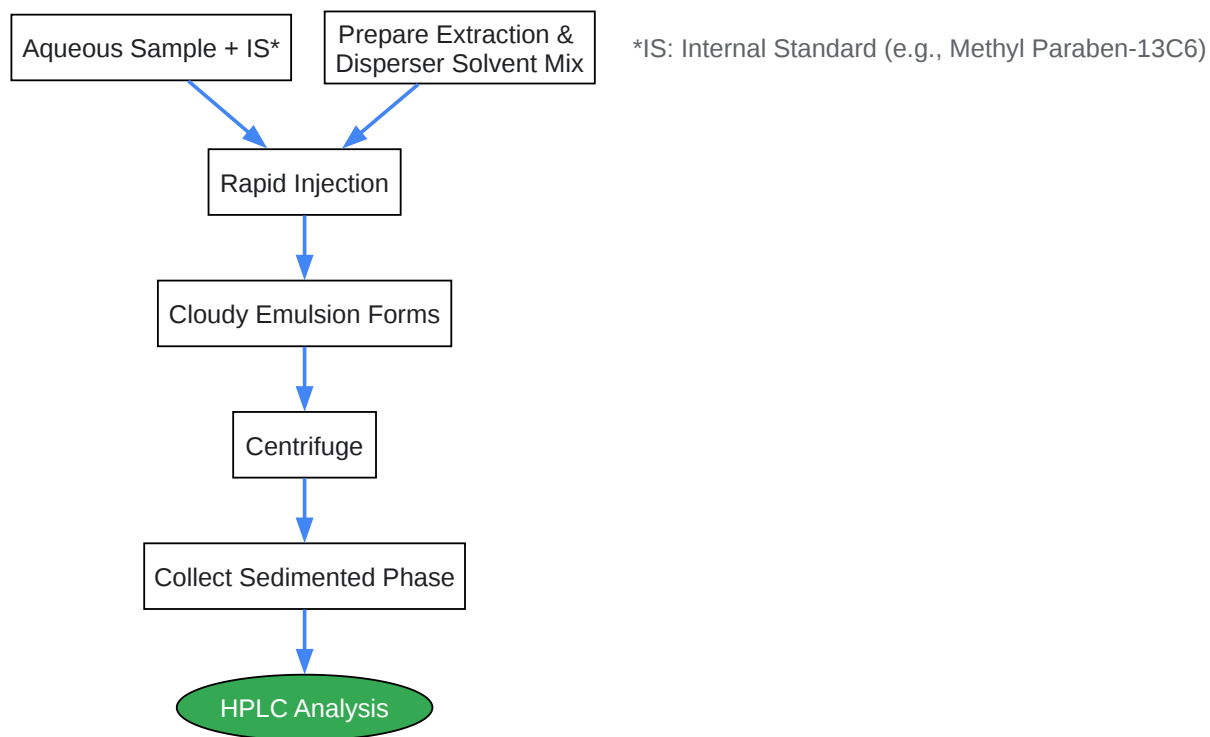 Aqueous Sample + IS*
Prepare Extraction &
Disperser Solvent Mix
*IS: Internal Standard (e.g., Methyl Paraben-13C6)
Rapid Injection
Cloudy Emulsion Forms
Centrifuge
Collect Sedimented Phase
HPLC Analysis